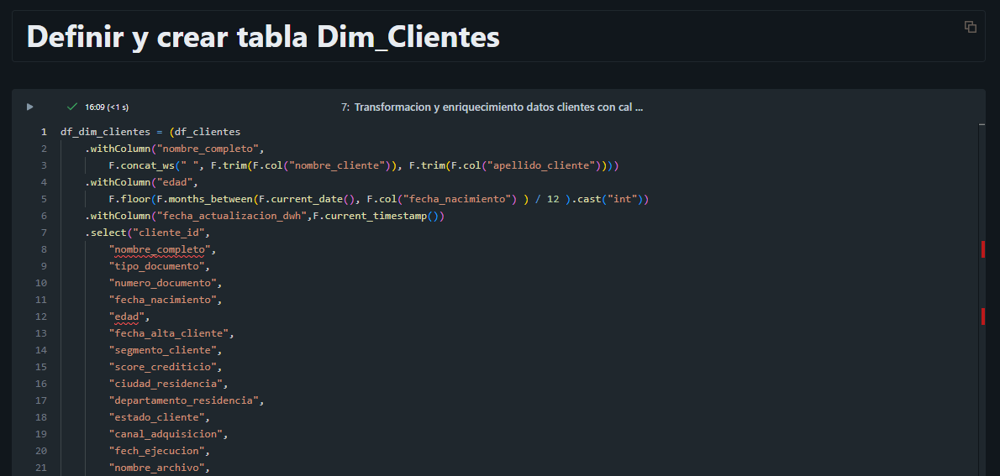 Definir y crear tabla Dim_Clientes
16:09 (<1 s)
7: Transformacion y enriquecimiento datos clientes con cal ...
1 df_dim_clientes = (df_clientes
2 .withColumn("nombre_completo",
3 F.concat_ws(" ", F.trim(F.col("nombre_cliente")), F.trim(F.col("apellido_cliente"))))
4 .withColumn("edad",
5 F.floor(F.months_between(F.current_date(), F.col("fecha_nacimiento") ) / 12 ).cast("int"))
6 .withColumn("fecha_actualizacion_dwh",F.current_timestamp())
7 .select("cliente_id",
8 "nombre_completo",
9 "tipo_documento",
10 "numero_documento",
11 "fecha_nacimiento",
12 "edad",
13 "fecha_alta_cliente",
14 "segmento_cliente",
15 "score_crediticio",
16 "ciudad_residencia",
17 "departamento_residencia",
18 "estado_cliente",
19 "canal_adquisicion",
20 "fech_ejecucion",
21 "nombre_archivo",